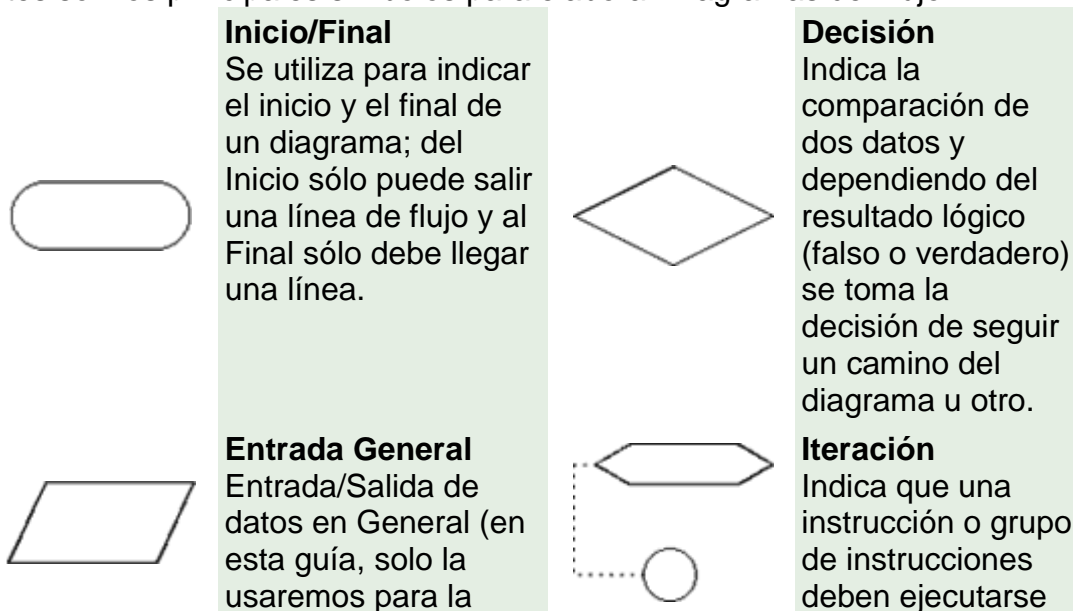 Inicio/Final
Se utiliza para indicar
el inicio y el final de
un diagrama; del
Inicio sólo puede salir
una línea de flujo y al
Final sólo debe llegar
una línea.
Decisión
Indica la
comparación de
dos datos y
dependiendo del
resultado lógico
(falso o verdadero)
se toma la
decisión de seguir
un camino del
diagrama u otro.
Entrada General
Entrada/Salida de
datos en General (en
esta guía, solo la
usaremos para la
Iteración
Indica que una
instrucción o grupo
de instrucciones
deben ejecutarse